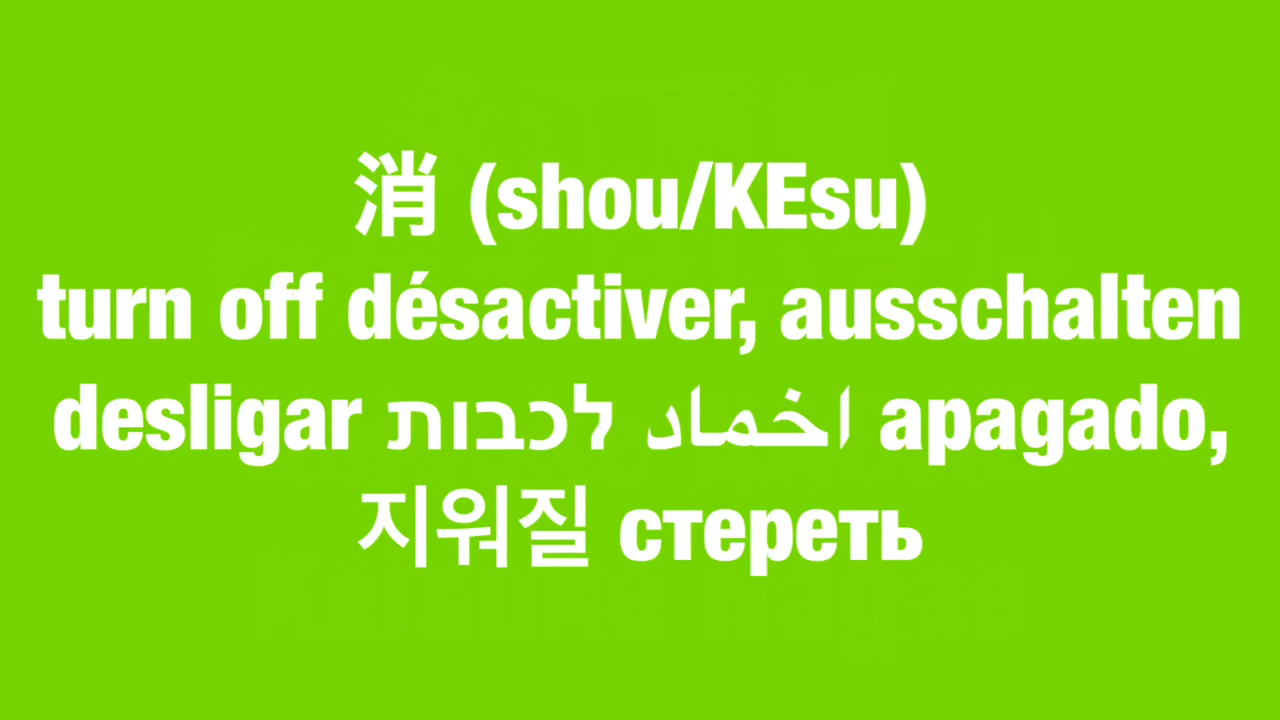 消 (shou/KEsu)
turn off désactiver, ausschalten
desligar לכבות اخماد apagado,
지워질 стереть